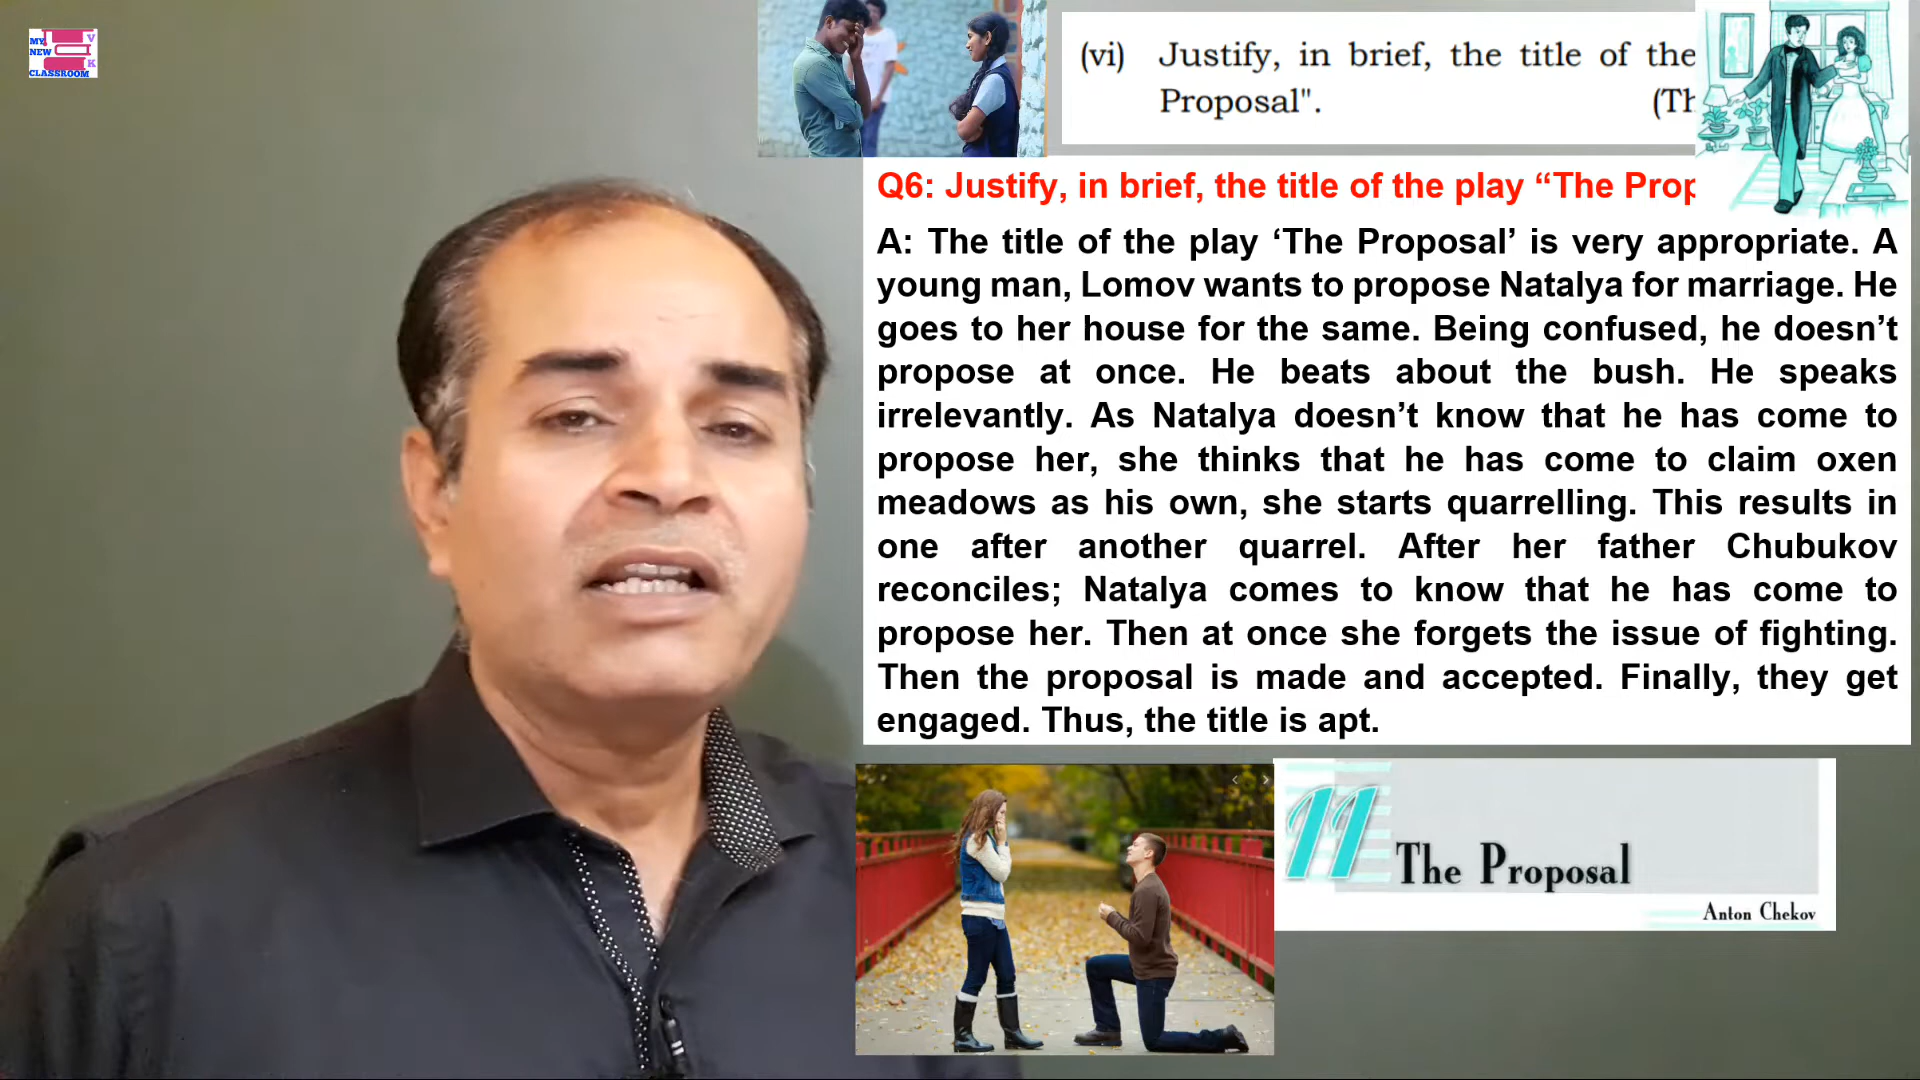 MY
NEW
CLASSROOM
V
K
(vi) Justify, in brief, the title of the
Proposal". (Th
Q6: Justify, in brief, the title of the play “The Prop
A: The title of the play ‘The Proposal’ is very appropriate. A
young man, Lomov wants to propose Natalya for marriage. He
goes to her house for the same. Being confused, he doesn’t
propose at once. He beats about the bush. He speaks
irrelevantly. As Natalya doesn’t know that he has come to
propose her, she thinks that he has come to claim oxen
meadows as his own, she starts quarrelling. This results in
one after another quarrel. After her father Chubukov
reconciles; Natalya comes to know that he has come to
propose her. Then at once she forgets the issue of fighting.
Then the proposal is made and accepted. Finally, they get
engaged. Thus, the title is apt.
11
The Proposal
Anton Chekov